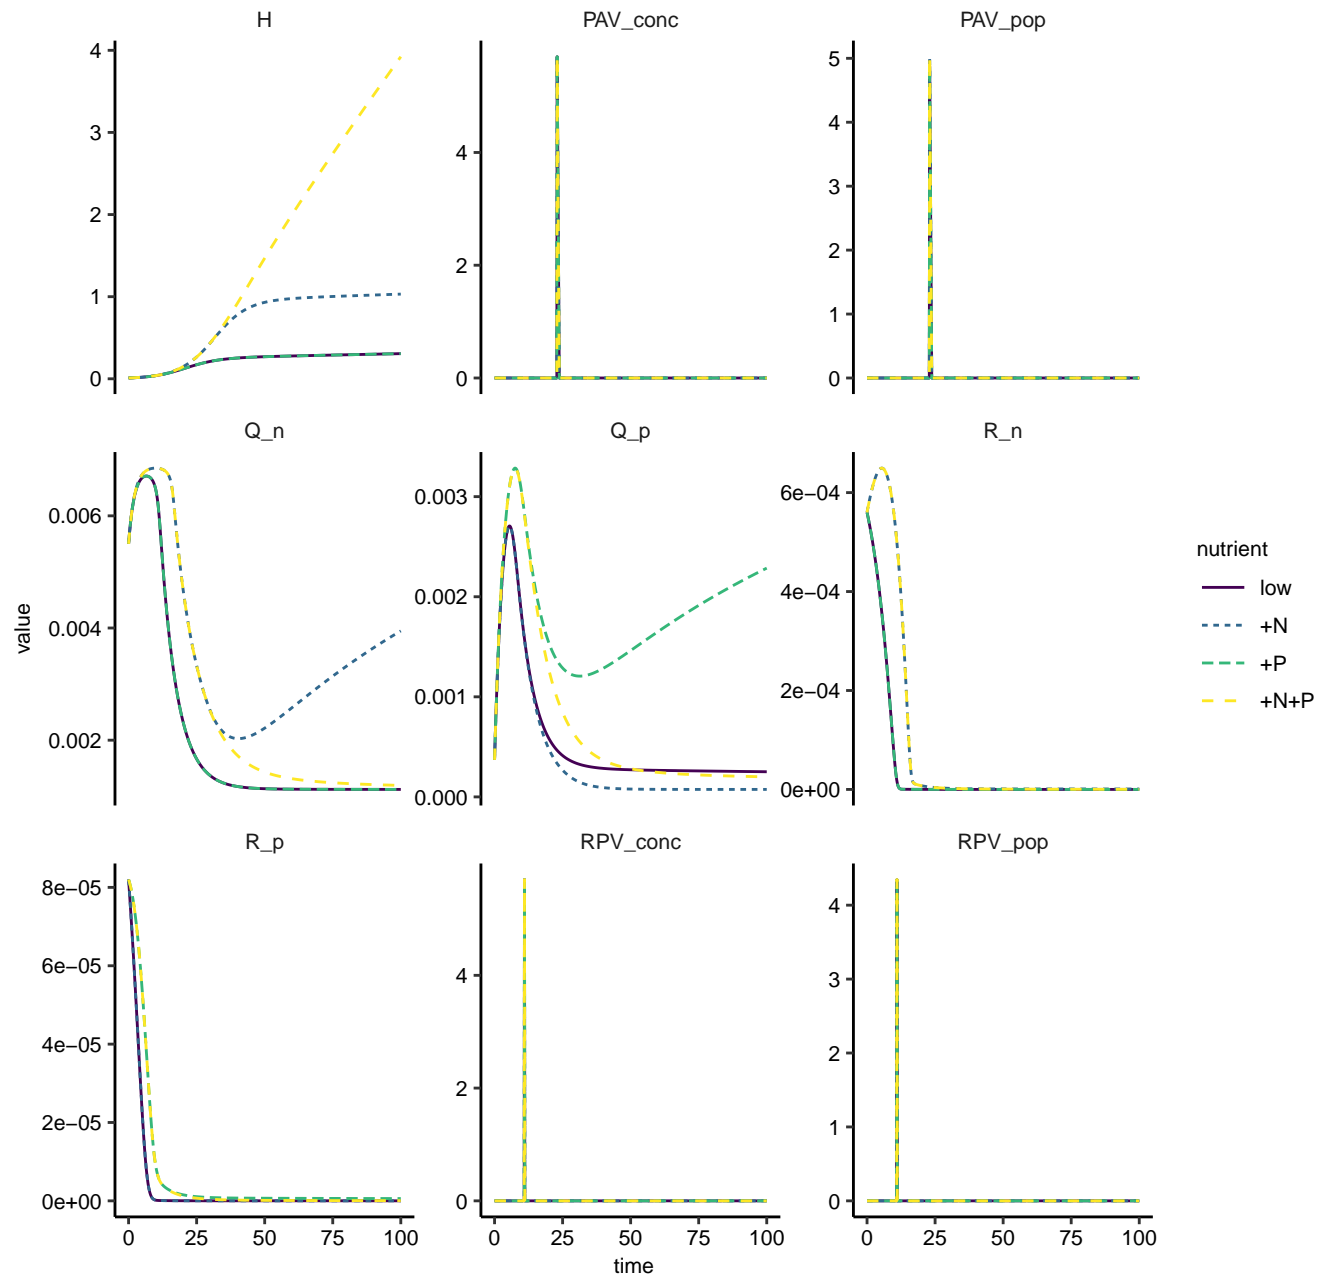 H
PAV_conc
PAV_pop
4
3
2
1
0
4
2
0
5
4
3
2
1
0
Q_n
Q_p
R_n
0.006
0.004
0.002
0.003
0.002
0.001
0.000
6e−04
4e−04
2e−04
0e+00
value
nutrient
low
+N
+P
+N+P
R_p
RPV_conc
RPV_pop
8e−05
6e−05
4e−05
2e−05
0e+00
4
2
0
4
3
2
1
0
0 25 50 75 100
0 25 50 75 100
0 25 50 75 100
time